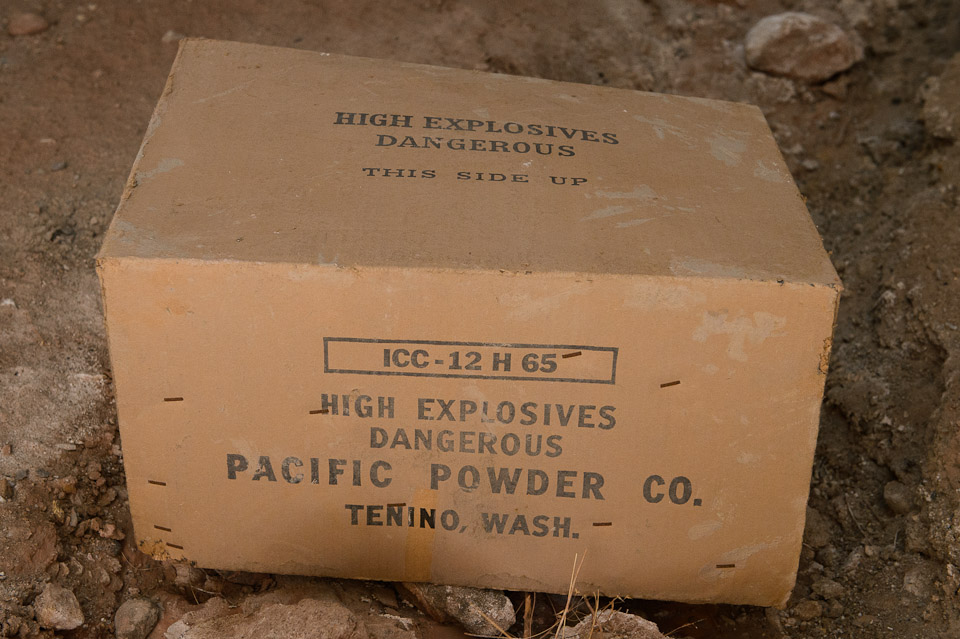 HIGH EXPLOSIVES
DANGEROUS
THIS SIDE UP
ICC-12 H 65
HIGH EXPLOSIVES
DANGEROUS
PACIFIC POWDER CO.
TENINO, WASH.